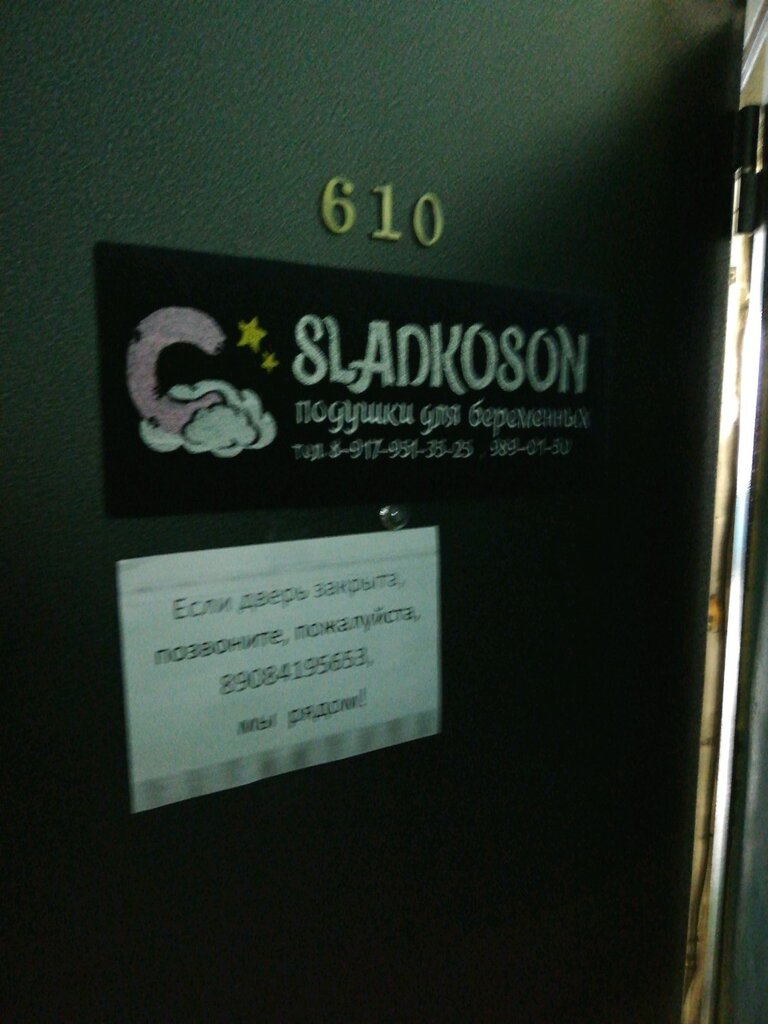 610
SLADKOSON
подушки для беременных
тел. 8-917-951-35-25, 989-01-50
Если дверь закрыта,
позвоните, пожалуйста,
89084195653,
мы рядом!